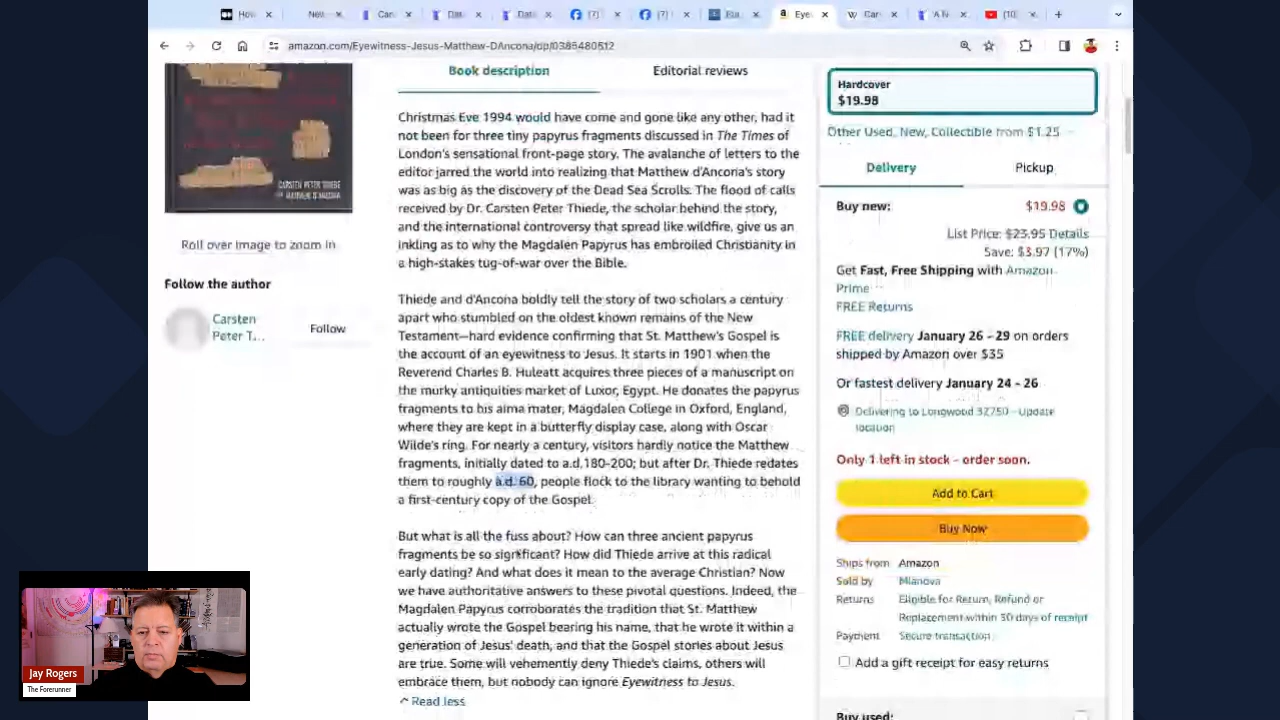 How
Neil
Can
Dat
Dat
(7)
(7)
Eye
Car
A N
(10
amazon.com/Eyewitness-Jesus-Matthew-DAncona/dp/0385480512
CARSTEN PETER THIEDE
Roll over image to zoom in
Follow the author
Carsten
Peter T...
Follow
Book description
Editorial reviews
Christmas Eve 1994 would have come and gone like any other, had it
not been for three tiny papyrus fragments discussed in The Times of
London's sensational front-page story. The avalanche of letters to the
editor jarred the world into realizing that Matthew d'Ancona's story
was as big as the discovery of the Dead Sea Scrolls. The flood of calls
received by Dr. Carsten Peter Thiede, the scholar behind the story,
and the international controversy that spread like wildfire, give us an
inkling as to why the Magdalen Papyrus has embroiled Christianity in
a high-stakes tug-of-war over the Bible.
Thiede and d'Ancona boldly tell the story of two scholars a century
apart who stumbled on the oldest known remains of the New
Testament—hard evidence confirming that St. Matthew's Gospel is
the account of an eyewitness to Jesus. It starts in 1901 when the
Reverend Charles B. Huleatt acquires three pieces of a manuscript on
the murky antiquities market of Luxor, Egypt. He donates the papyrus
fragments to his alma mater, Magdalen College in Oxford, England,
where they are kept in a butterfly display case, along with Oscar
Wilde's ring. For nearly a century, visitors hardly notice the Matthew
fragments, initially dated to a.d.180-200; but after Dr. Thiede redates
them to roughly a.d. 60, people flock to the library wanting to behold
a first-century copy of the Gospel.
But what is all the fuss about? How can three ancient papyrus
fragments be so significant? How did Thiede arrive at this radical
early dating? And what does it mean to the average Christian? Now
we have authoritative answers to these pivotal questions. Indeed, the
Magdalen Papyrus corroborates the tradition that St. Matthew
actually wrote the Gospel bearing his name, that he wrote it within a
generation of Jesus' death, and that the Gospel stories about Jesus
are true. Some will vehemently deny Thiede's claims, others will
embrace them, but nobody can ignore Eyewitness to Jesus.
Read less
Hardcover
$19.98
Other Used, New, Collectible from $1.25
Delivery
Pickup
Buy new:
$19.98
List Price: $23.95 Details
Save: $3.97 (17%)
Get Fast, Free Shipping with Amazon
Prime
FREE Returns
FREE delivery January 26 - 29 on orders
shipped by Amazon over $35
Or fastest delivery January 24 - 26
Delivering to Longwood 32750 - Update
location
Only 1 left in stock - order soon.
Add to Cart
Buy Now
Ships from Amazon
Sold by Mlanova
Returns Eligible for Return, Refund or
Replacement within 30 days of receipt
Payment Secure transaction
Add a gift receipt for easy returns
Buy used:
Jay Rogers
The Forerunner